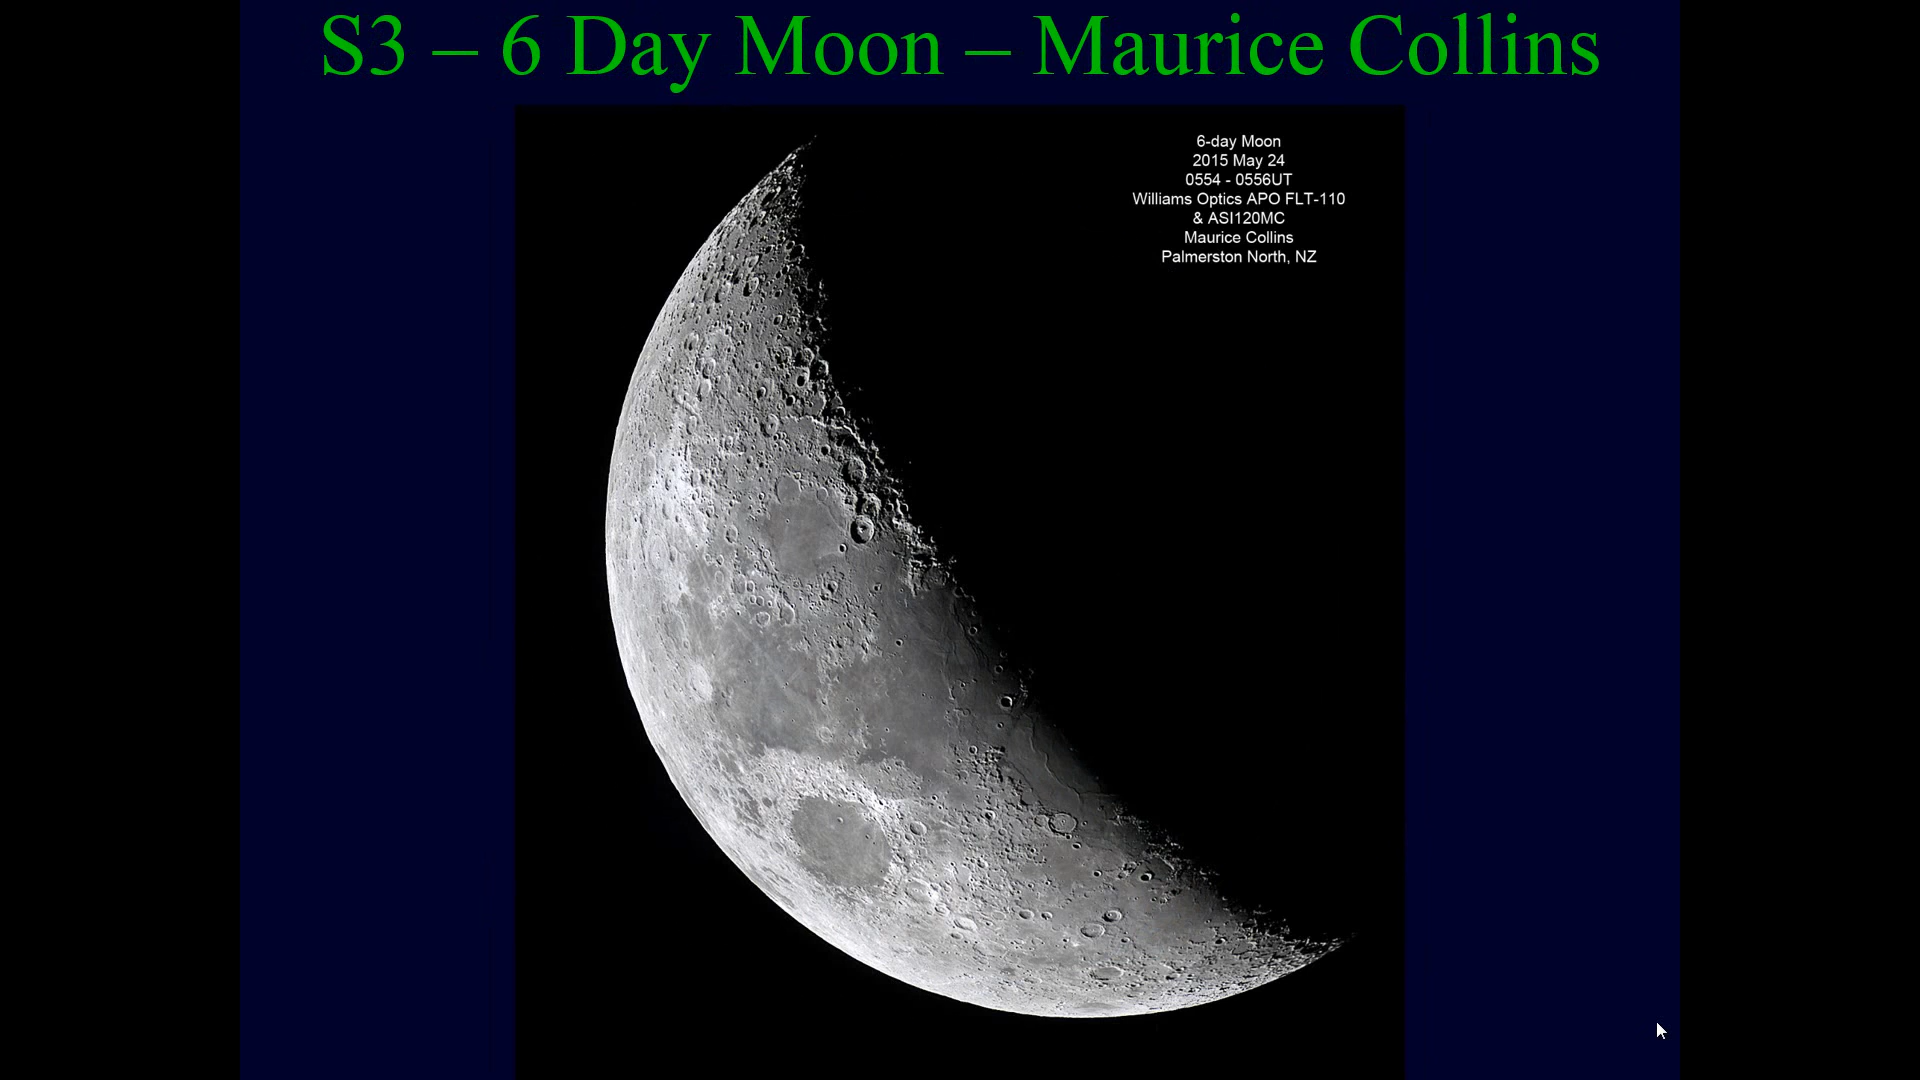 S3 – 6 Day Moon – Maurice Collins
6-day Moon
2015 May 24
0554 - 0556UT
Williams Optics APO FLT-110
& ASI120MC
Maurice Collins
Palmerston North, NZ